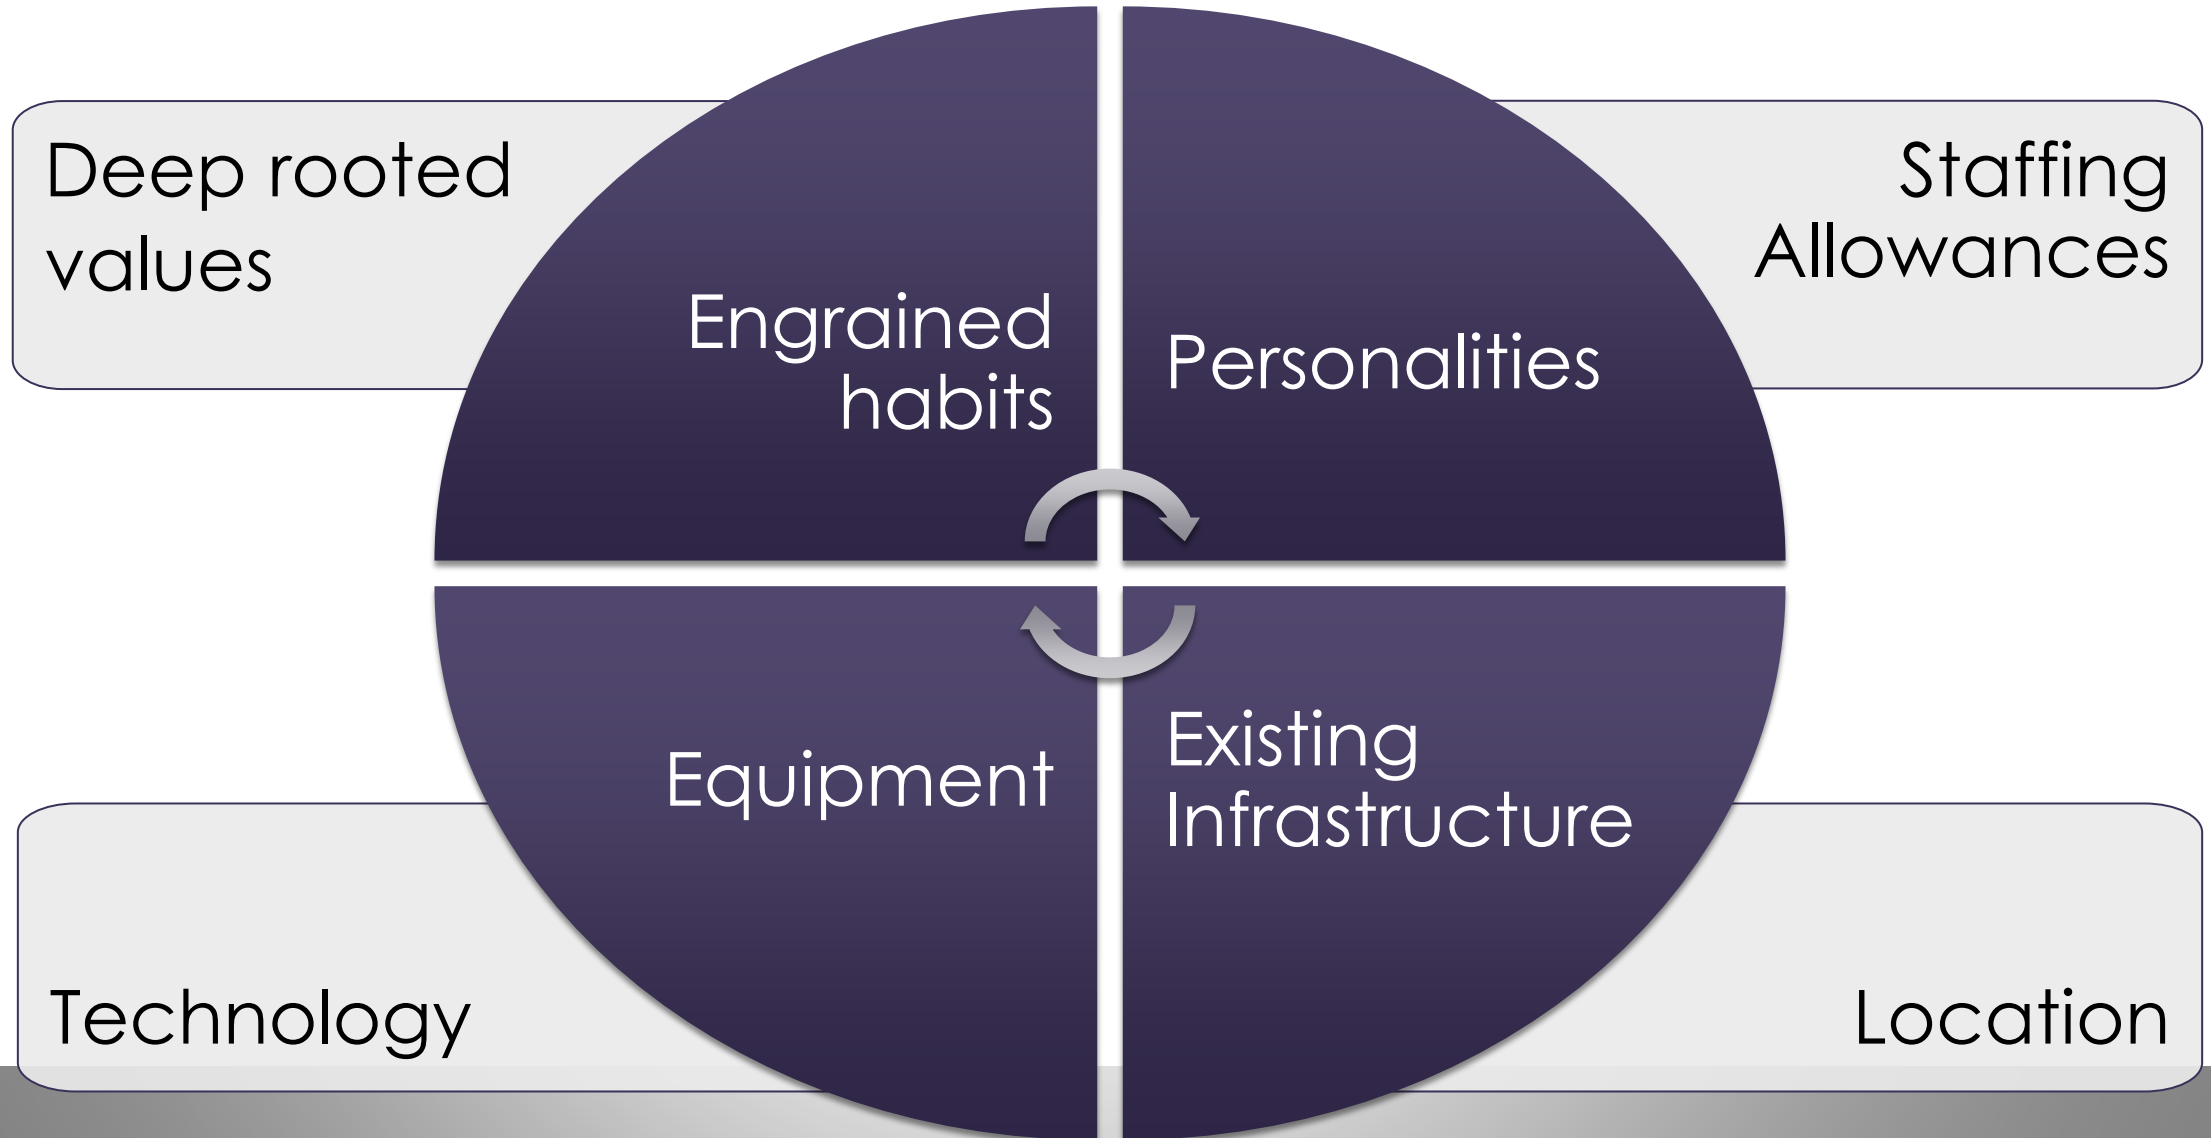 Deep rooted
values
Engrained
habits
Personalities
Staffing
Allowances
Equipment
Technology
Existing
Infrastructure
Location